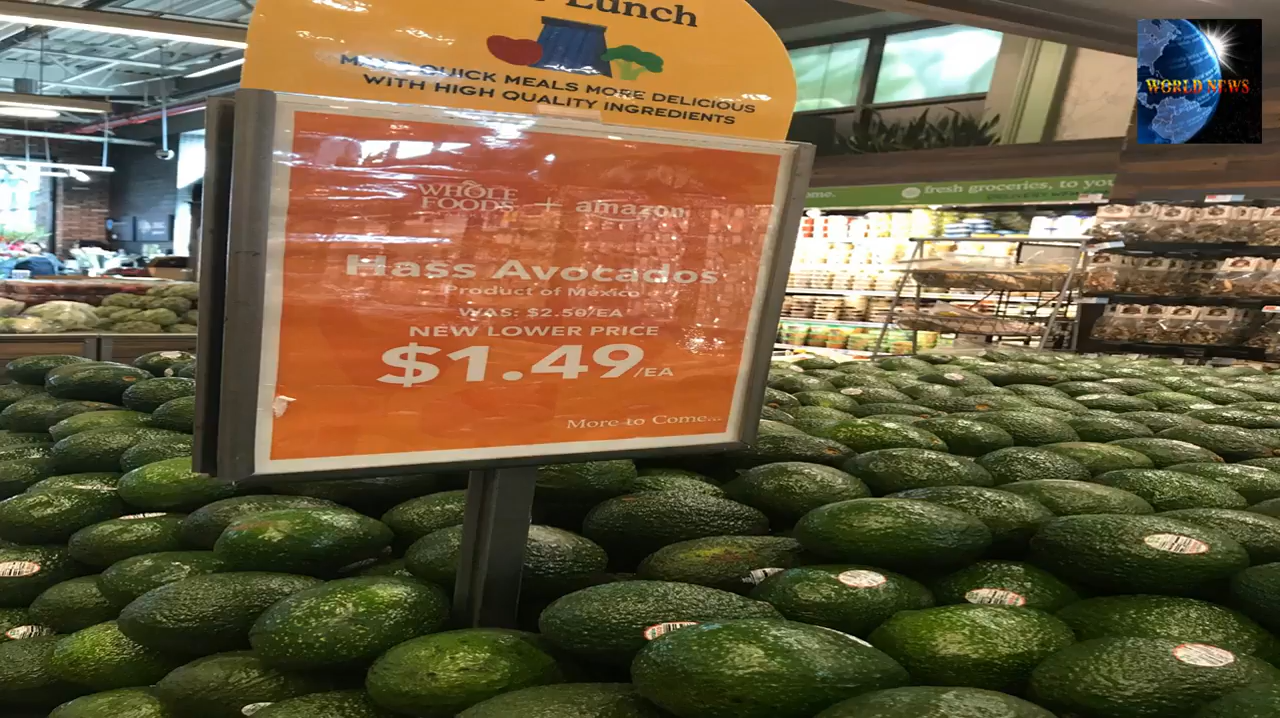 Lunch
QUICK MEALS MORE DELICIOUS
WITH HIGH QUALITY INGREDIENTS
WORLD NEWS
WHOLE
FOODS + amazon
Hass Avocados
Product of Mexico
WAS: $2.50/EA
NEW LOWER PRICE
$1.49/EA
More to Come...
fresh groceries, to you